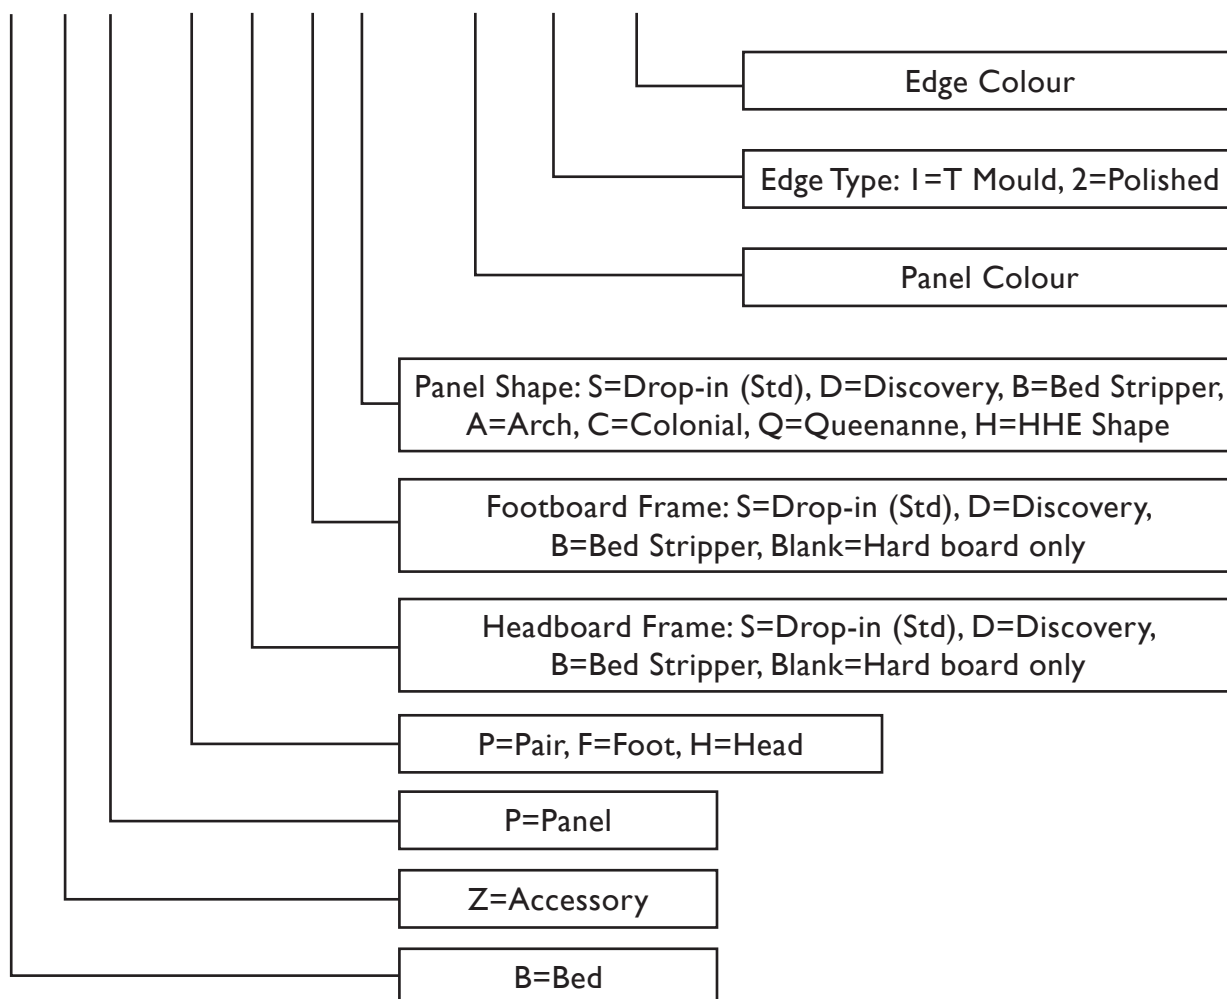 Edge Colour
Edge Type: 1=T Mould, 2=Polished
Panel Colour
Panel Shape: S=Drop-in (Std), D=Discovery, B=Bed Stripper,
A=Arch, C=Colonial, Q=Queenanne, H=HHE Shape
Footboard Frame: S=Drop-in (Std), D=Discovery,
B=Bed Stripper, Blank=Hard board only
Headboard Frame: S=Drop-in (Std), D=Discovery,
B=Bed Stripper, Blank=Hard board only
P=Pair, F=Foot, H=Head
P=Panel
Z=Accessory
B=Bed